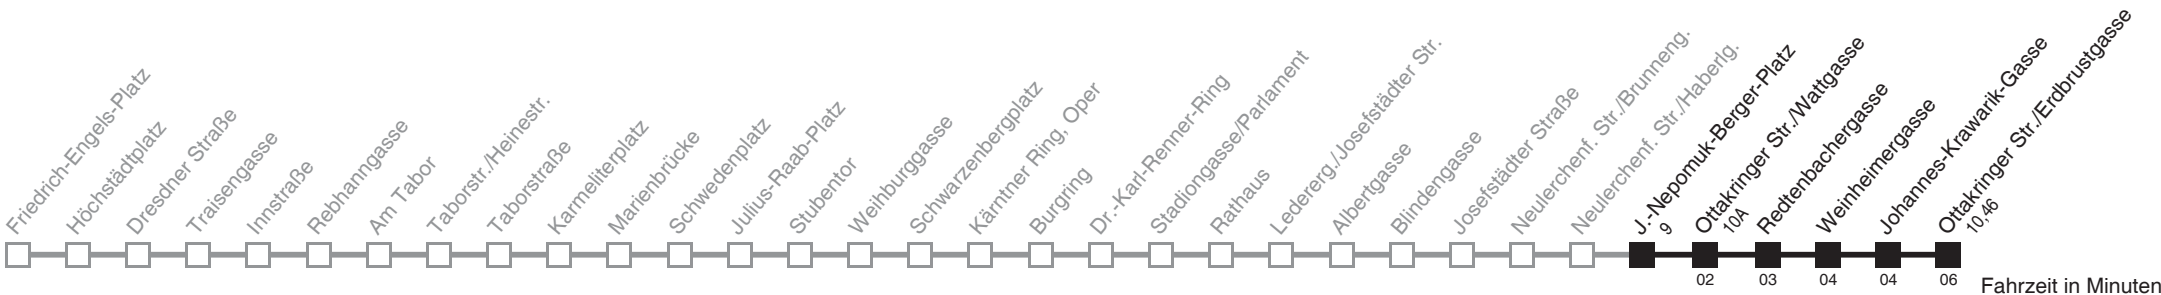 Friedrich-Engels-Platz
Höchstädtplatz
Dresdner Straße
Traisengasse
Innstraße
Rebhanngasse
Am Tabor
Taborstr./Heinestr.
Taborstraße
Karmeliterplatz
Marienbrücke
Schwedenplatz
Julius-Raab-Platz
Stubentor
Weihburggasse
Schwarzenbergplatz
Kärntner Ring, Oper
Burgring
Dr.-Karl-Renner-Ring
Stadiongasse/Parlament
Rathaus
Ledererg./Josefstädter Str.
Albertgasse
Blindengasse
Josefstädter Straße
Neulerchenf. Str./Brunneng.
Neulerchenf. Str./Haberlg.
J.-Nepomuk-Berger-Platz
9
Ottakringer Str./Wattgasse
10A
Redtenbachergasse
Weinheimergasse
Johannes-Krawarik-Gasse
Ottakringer Str./Erdbrustgasse
10,46
02 03 04 04 06
Fahrzeit in Minuten